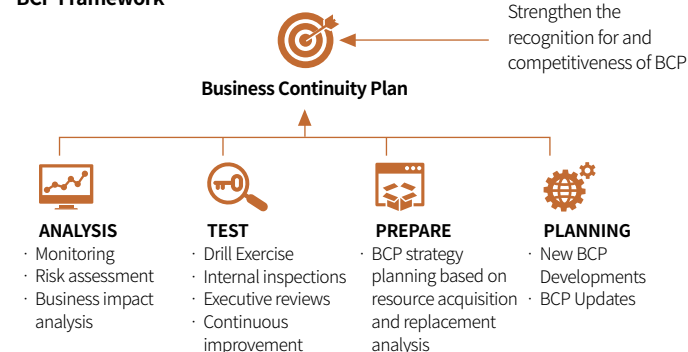 BCP Framework
Strengthen the
recognition for and
competitiveness of BCP
Business Continuity Plan
ANALYSIS
· Monitoring
· Risk assessment
· Business impact
analysis
TEST
· Drill Exercise
· Internal inspections
· Executive reviews
· Continuous
improvement
PREPARE
· BCP strategy
planning based on
resource acquisition
and replacement
analysis
PLANNING
· New BCP
Developments
· BCP Updates